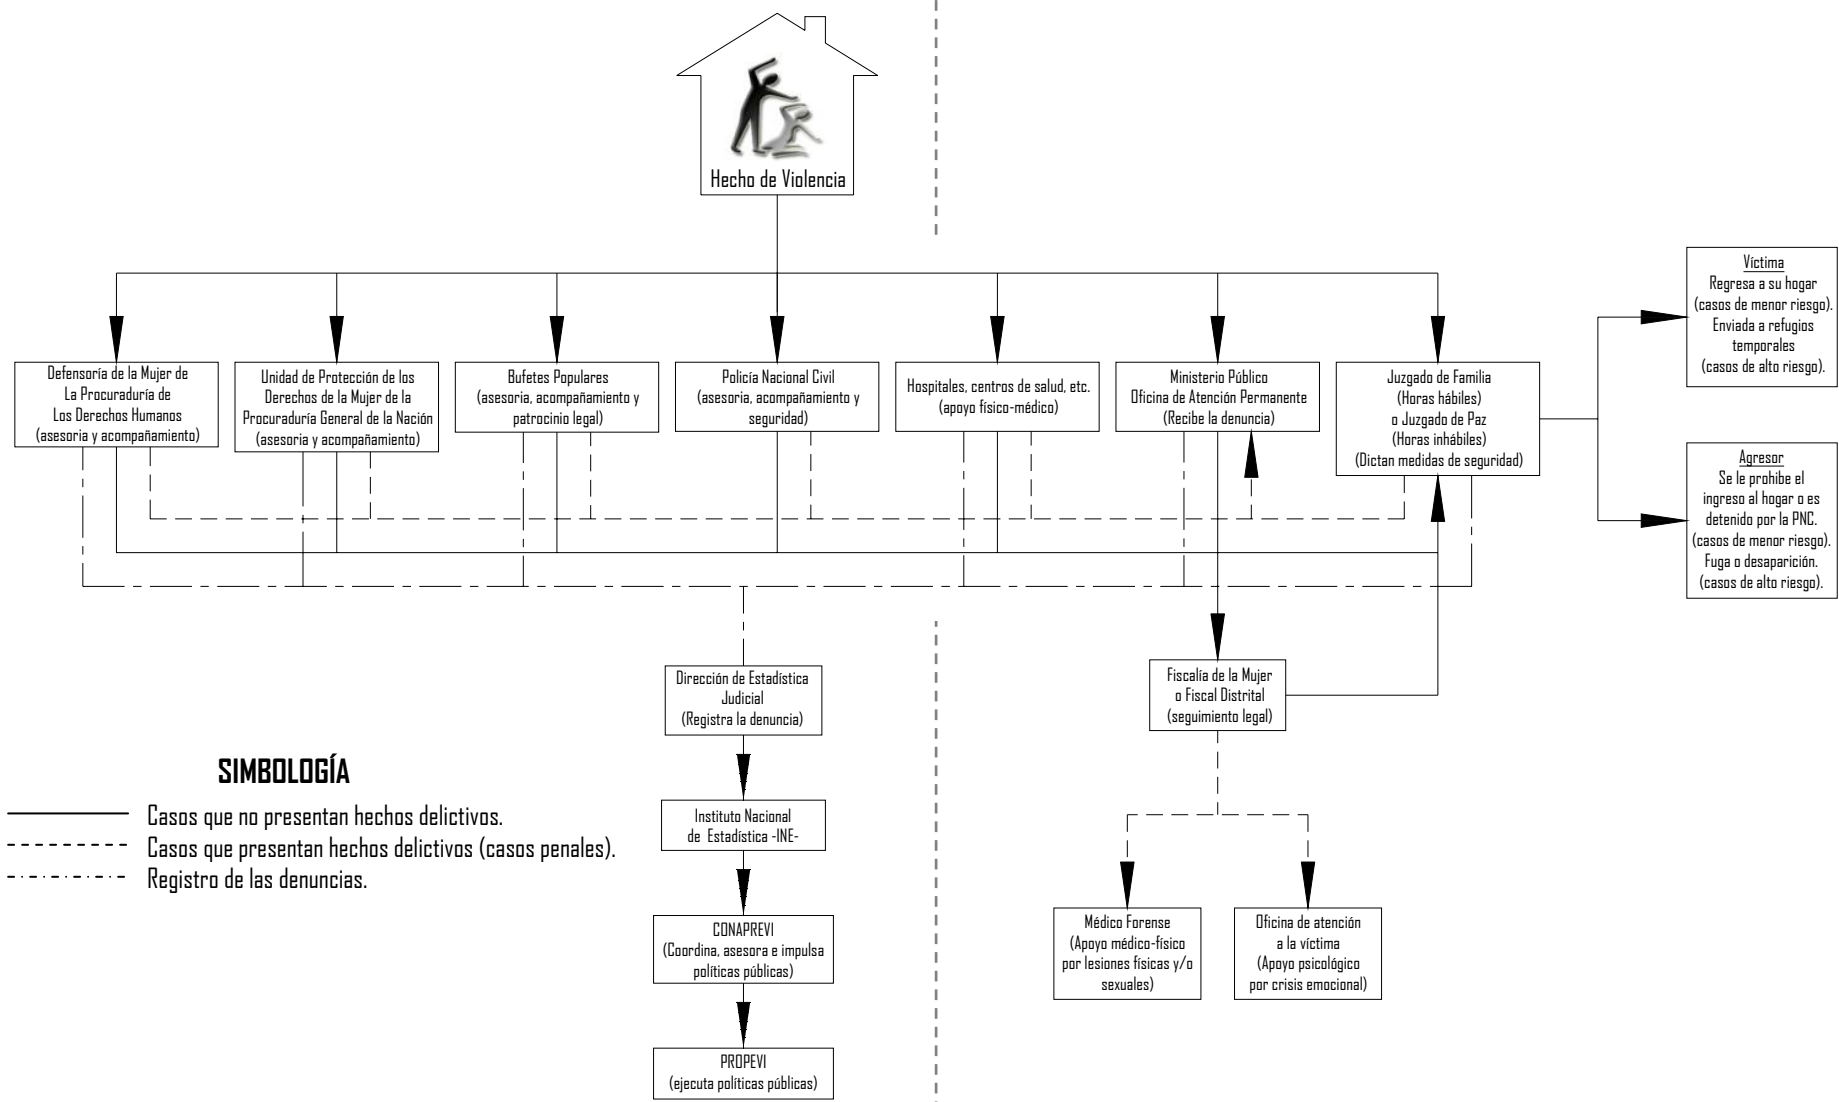 Hecho de Violencia
Víctima
Regresa a su hogar
(casos de menor riesgo).
Enviada a refugios
temporales
(casos de alto riesgo).
Defensoría de la Mujer de
La Procuraduría de
Los Derechos Humanos
(asesoria y acompañamiento)
Unidad de Protección de los
Derechos de la Mujer de la
Procuraduría General de la Nación
(asesoria y acompañamiento)
Bufetes Populares
(asesoria, acompañamiento y
patrocinio legal)
Policía Nacional Civil
(asesoria, acompañamiento y
seguridad)
Hospitales, centros de salud, etc.
(apoyo físico-médico)
Ministerio Público
Oficina de Atención Permanente
(Recibe la denuncia)
Juzgado de Familia
(Horas hábiles)
o Juzgado de Paz
(Horas inhábiles)
(Dictan medidas de seguridad)
Agresor
Se le prohibe el
ingreso al hogar o es
detenido por la PNC.
(casos de menor riesgo).
Fuga o desaparición.
(casos de alto riesgo).
Dirección de Estadística
Judicial
(Registra la denuncia)
Fiscalía de la Mujer
o Fiscal Distrital
(seguimiento legal)
SIMBOLOGÍA
Casos que no presentan hechos delictivos.
Casos que presentan hechos delictivos (casos penales).
Registro de las denuncias.
Instituto Nacional
de Estadística -INE-
CONAPREVI
(Coordina, asesora e impulsa
políticas públicas)
Médico Forense
(Apoyo médico-físico
por lesiones físicas y/o
sexuales)
Oficina de atención
a la víctima
(Apoyo psicológico
por crisis emocional)
PROPEVI
(ejecuta políticas públicas)